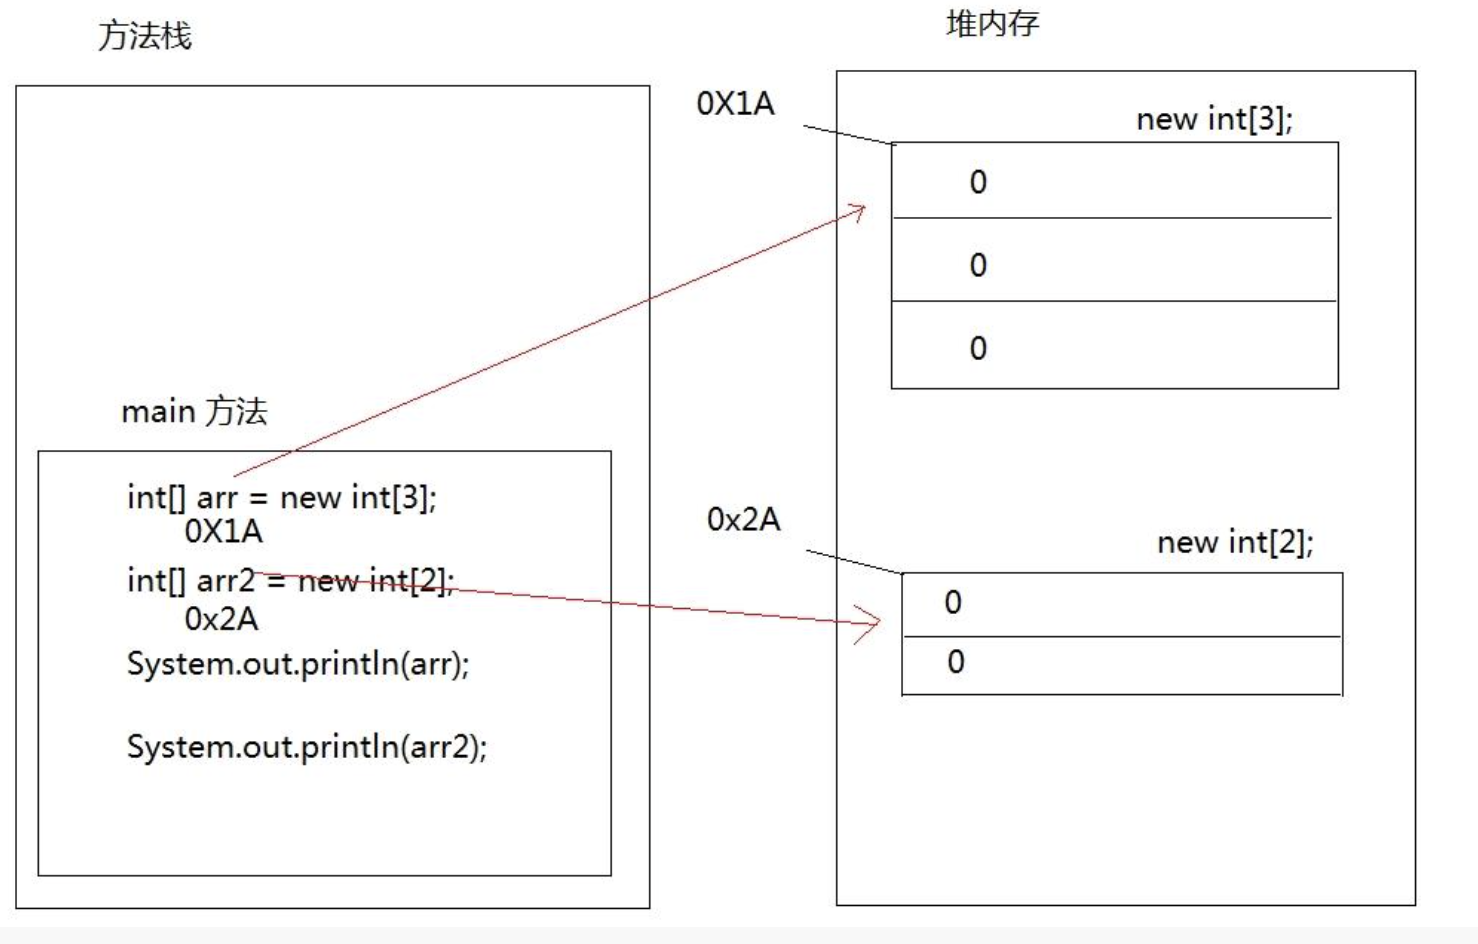 方法栈
main 方法
int[] arr = new int[3];
0X1A
int[] arr2 = new int[2];
0x2A
System.out.println(arr);
System.out.println(arr2);
堆内存
0X1A
new int[3];
0
0
0
0x2A
new int[2];
0
0